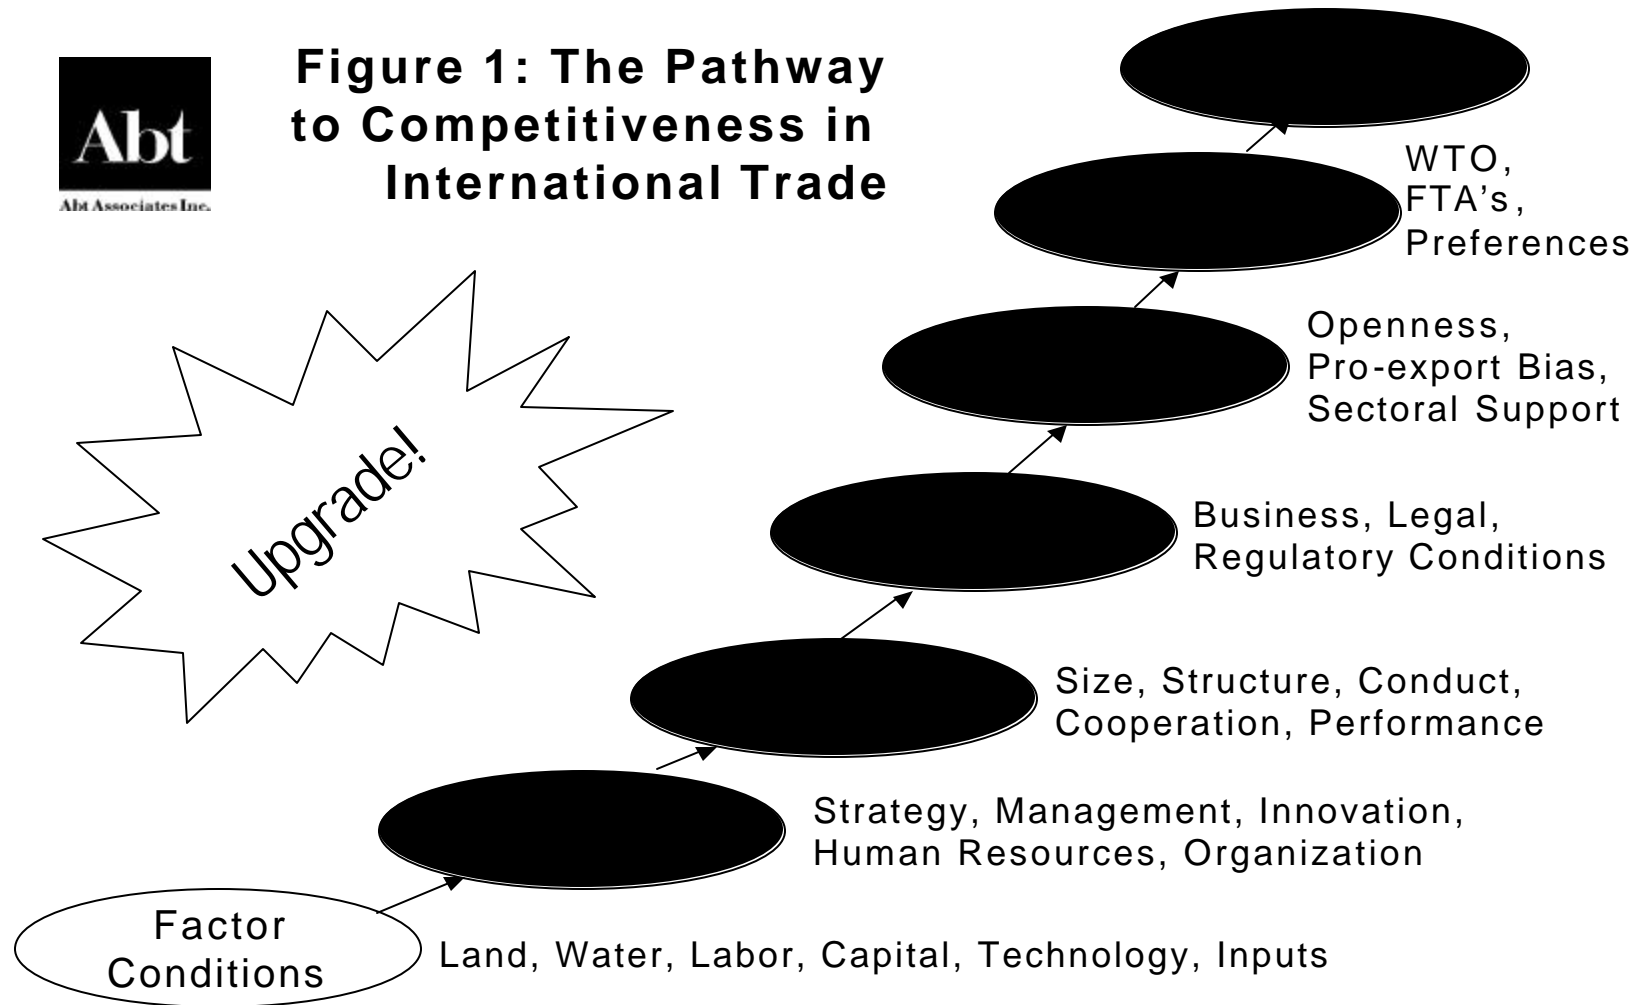 Figure 1: The Pathway
to Competitiveness in
International Trade
Abt
Abt Associates Inc.
WTO,
FTA's,
Preferences
Openness,
Pro-export Bias,
Sectoral Support
Upgrade!
Business, Legal,
Regulatory Conditions
Size, Structure, Conduct,
Cooperation, Performance
Strategy, Management, Innovation,
Human Resources, Organization
Factor
Conditions
Land, Water, Labor, Capital, Technology, Inputs